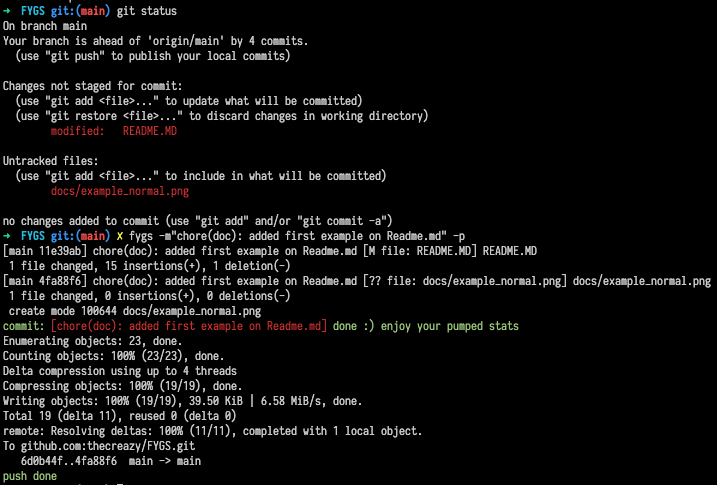 ➜  FYGS git:(main) git status
On branch main
Your branch is ahead of 'origin/main' by 4 commits.
  (use "git push" to publish your local commits)

Changes not staged for commit:
  (use "git add <file>..." to update what will be committed)
  (use "git restore <file>..." to discard changes in working directory)
        modified:   README.MD

Untracked files:
  (use "git add <file>..." to include in what will be committed)
        docs/example_normal.png

no changes added to commit (use "git add" and/or "git commit -a")
➜  FYGS git:(main) ✗ fygs -m"chore(doc): added first example on Readme.md" -p
[main 11e39ab] chore(doc): added first example on Readme.md [M file: README.MD] README.MD
 1 file changed, 15 insertions(+), 1 deletion(-)
[main 4fa88f6] chore(doc): added first example on Readme.md [?? file: docs/example_normal.png] docs/example_normal.png
 1 file changed, 0 insertions(+), 0 deletions(-)
 create mode 100644 docs/example_normal.png
commit: [chore(doc): added first example on Readme.md] done :) enjoy your pumped stats
Enumerating objects: 23, done.
Counting objects: 100% (23/23), done.
Delta compression using up to 4 threads
Compressing objects: 100% (19/19), done.
Writing objects: 100% (19/19), 39.50 KiB | 6.58 MiB/s, done.
Total 19 (delta 11), reused 0 (delta 0)
remote: Resolving deltas: 100% (11/11), completed with 1 local object.
To github.com:thecreazy/FYGS.git
   6d0b44f..4fa88f6  main -> main
push done